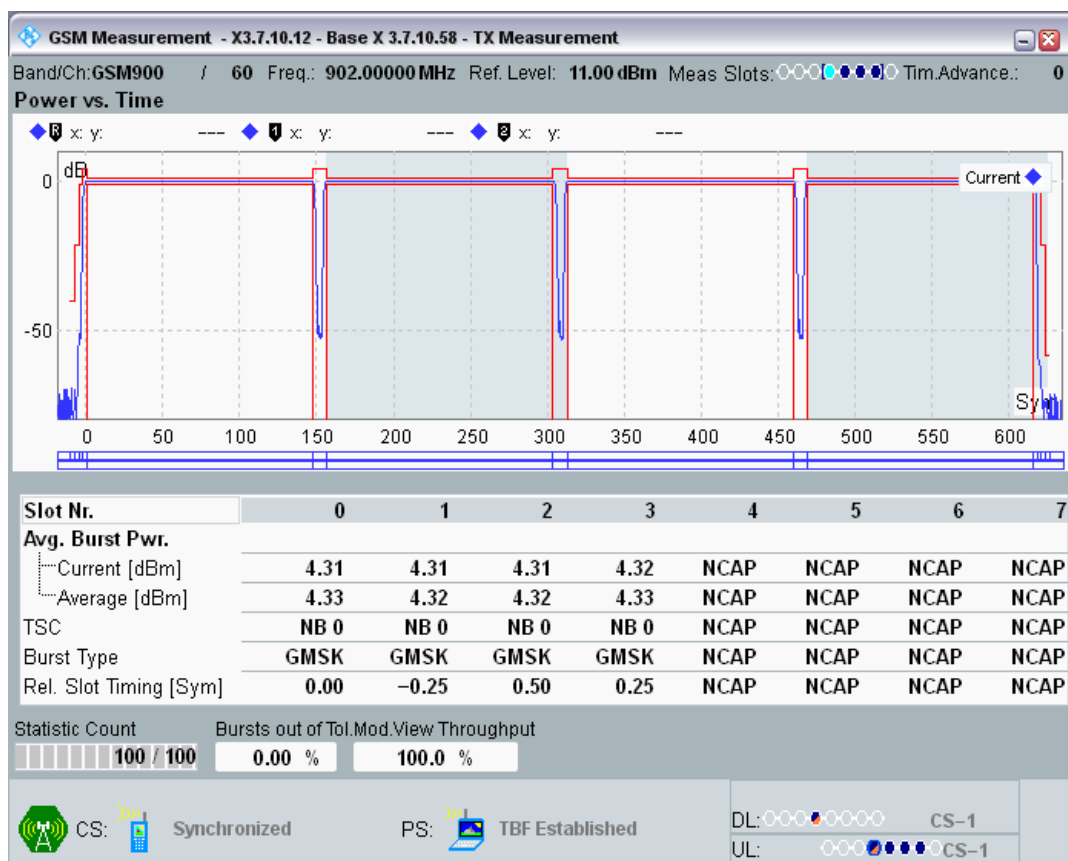 GSM Measurement - X3.7.10.12 - Base X 3.7.10.58 - TX Measurement
Band/Ch:GSM900 / 60 Freq.: 902.00000 MHz Ref. Level: 11.00 dBm Meas Slots: Tim.Advance.: 0
Power vs. Time
R x: y: --- 1 x: y: --- 2 x: y: ---
dB
Current
0
-50
Sym
0 50 100 150 200 250 300 350 400 450 500 550 600
Slot Nr. 0 1 2 3 4 5 6 7
Avg. Burst Pwr.
Current [dBm] 4.31 4.31 4.31 4.32 NCAP NCAP NCAP NCAP
Average [dBm] 4.33 4.32 4.32 4.33 NCAP NCAP NCAP NCAP
TSC NB 0 NB 0 NB 0 NB 0 NCAP NCAP NCAP NCAP
Burst Type GMSK GMSK GMSK GMSK NCAP NCAP NCAP NCAP
Rel. Slot Timing [Sym] 0.00 −0.25 0.50 0.25 NCAP NCAP NCAP NCAP
Statistic Count Bursts out of Tol.Mod.View Throughput
100 / 100 0.00 % 100.0 %
CS: Synchronized PS: TBF Established
DL: CS−1
UL: CS−1